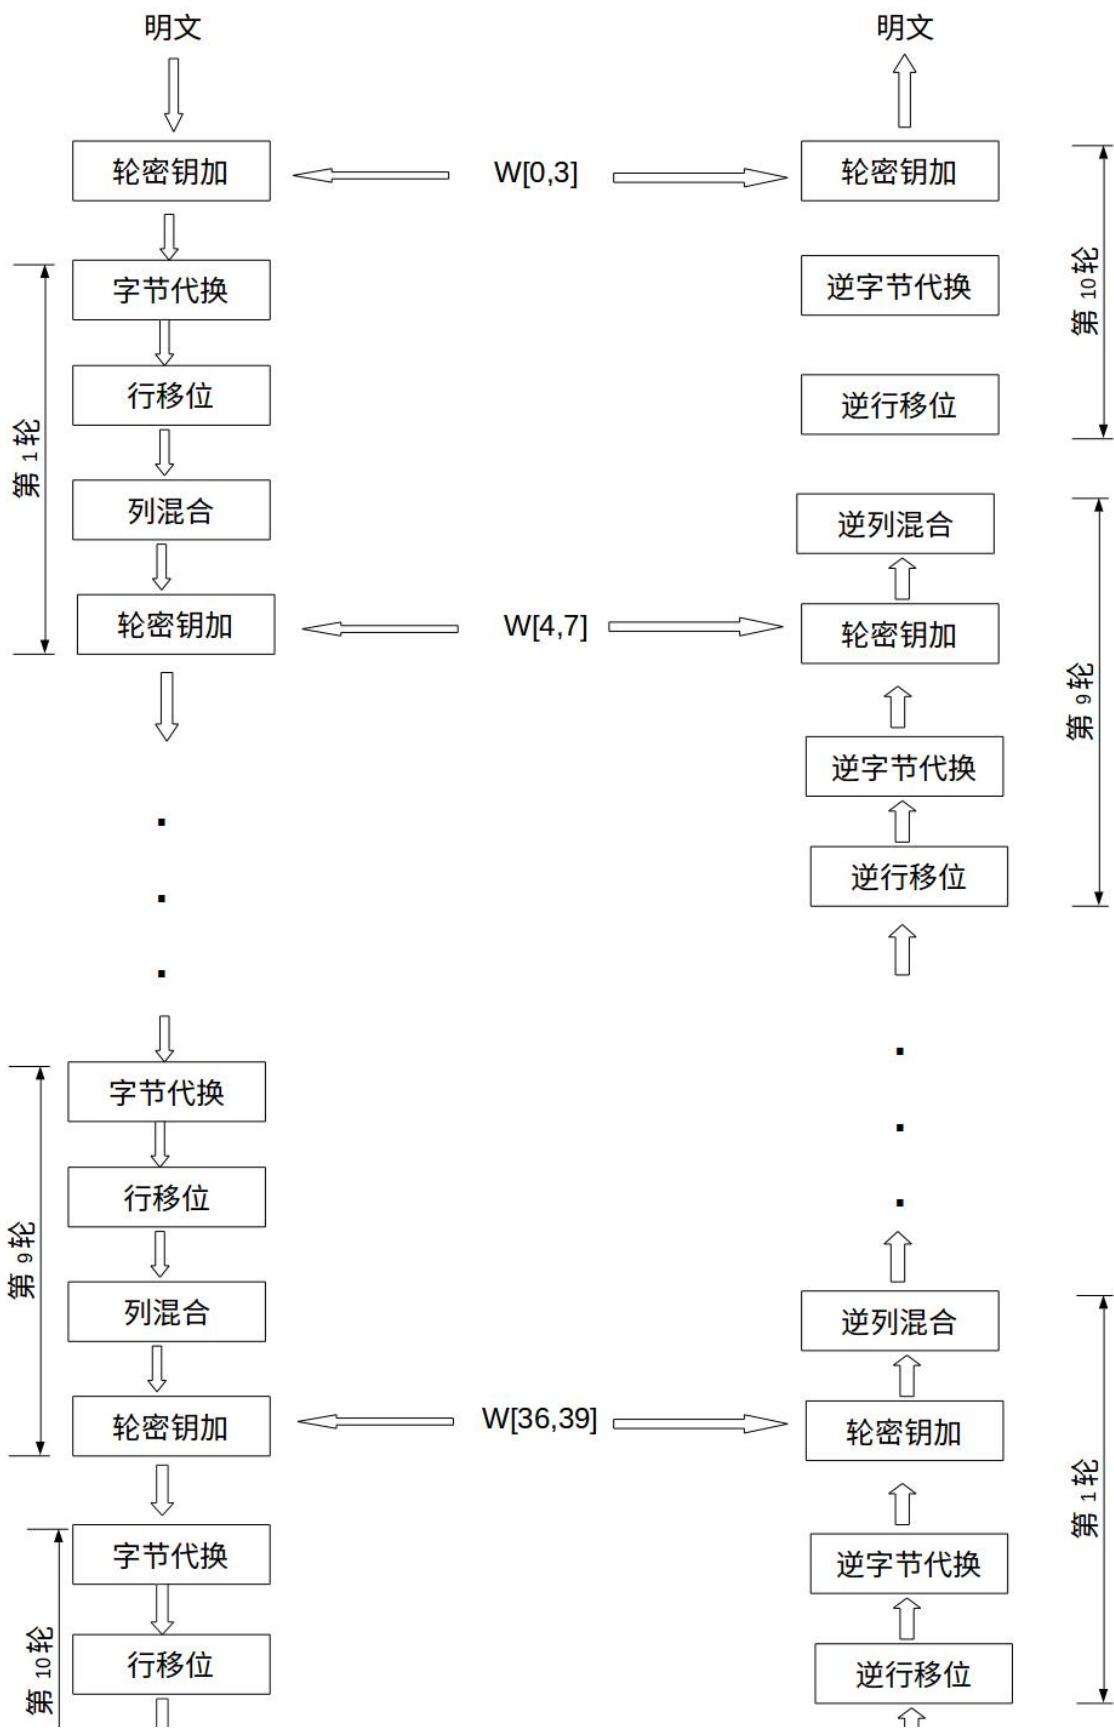 明文
轮密钥加
第 1 轮
字节代换
行移位
列混合
轮密钥加
.
.
.
第 9 轮
字节代换
行移位
列混合
轮密钥加
第 10 轮
字节代换
行移位
W[0,3]
W[4,7]
W[36,39]
明文
轮密钥加
逆字节代换
逆行移位
第 10 轮
逆列混合
轮密钥加
逆字节代换
逆行移位
第 9 轮
.
.
.
逆列混合
轮密钥加
逆字节代换
逆行移位
第 1 轮